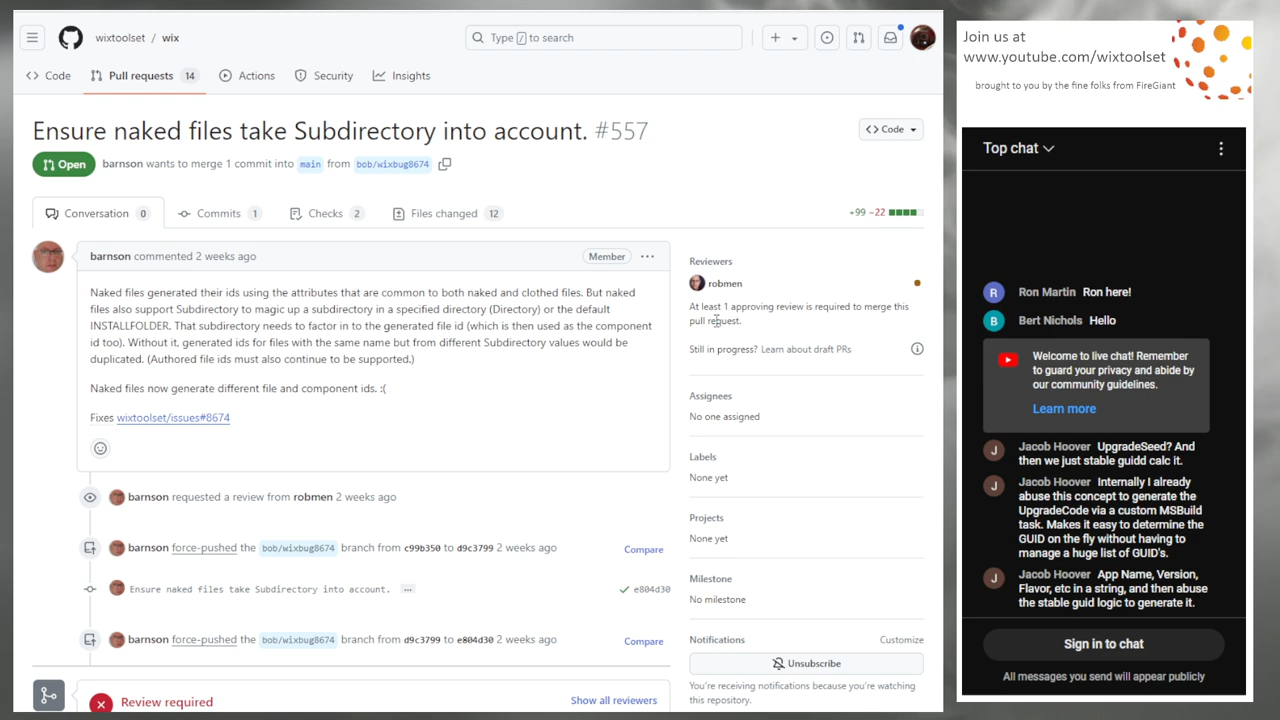 wixtoolset / wix
Type / to search
Code
Pull requests 14
Actions
Security
Insights
Ensure naked files take Subdirectory into account. #557
Code
Open
barnson wants to merge 1 commit into main from bob/wixbug8674
Conversation 0
Commits 1
Checks 2
Files changed 12
+99 -22
barnson commented 2 weeks ago
Member
Naked files generated their ids using the attributes that are common to both naked and clothed files. But naked
files also support Subdirectory to magic up a subdirectory in a specified directory (Directory) or the default
INSTALLFOLDER. That subdirectory needs to factor in to the generated file id (which is then used as the component
id too). Without it, generated ids for files with the same name but from different Subdirectory values would be
duplicated. (Authored file ids must also continue to be supported.)
Naked files now generate different file and component ids. :(
Fixes wixtoolset/issues#8674
barnson requested a review from robmen 2 weeks ago
barnson force-pushed the bob/wixbug8674 branch from c99b350 to d9c3799 2 weeks ago
Compare
Ensure naked files take Subdirectory into account. ...
e804d30
barnson force-pushed the bob/wixbug8674 branch from d9c3799 to e804d30 2 weeks ago
Compare
Review required
Show all reviewers
Reviewers
robmen
At least 1 approving review is required to merge this
pull request.
Still in progress? Learn about draft PRs
Assignees
No one assigned
Labels
None yet
Projects
None yet
Milestone
No milestone
Notifications
Customize
Unsubscribe
You're receiving notifications because you're watching
this repository.
Join us at
www.youtube.com/wixtoolset
brought to you by the fine folks from FireGiant
Top chat
R
Ron Martin Ron here!
B
Bert Nichols Hello
Welcome to live chat! Remember
to guard your privacy and abide by
our community guidelines.
Learn more
J
Jacob Hoover UpgradeSeed? And
then we just stable guidd calc it.
J
Jacob Hoover Internally I already
abuse this concept to generate the
UpgradeCode via a custom MSBuild
task. Makes it easy to determine the
GUID on the fly without having to
manage a huge list of GUID's.
J
Jacob Hoover App Name, Version,
Flavor, etc in a string, and then abuse
the stable guid logic to generate it.
Sign in to chat
All messages you send will appear publicly